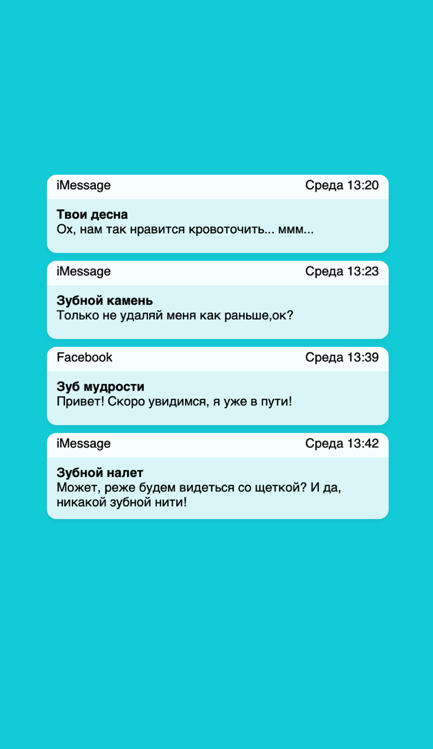 iMessage Среда 13:20
Твои десна
Ох, нам так нравится кровоточить... ммм...
iMessage Среда 13:23
Зубной камень
Только не удаляй меня как раньше,ок?
Facebook Среда 13:39
Зуб мудрости
Привет! Скоро увидимся, я уже в пути!
iMessage Среда 13:42
Зубной налет
Может, реже будем видеться со щеткой? И да,
никакой зубной нити!